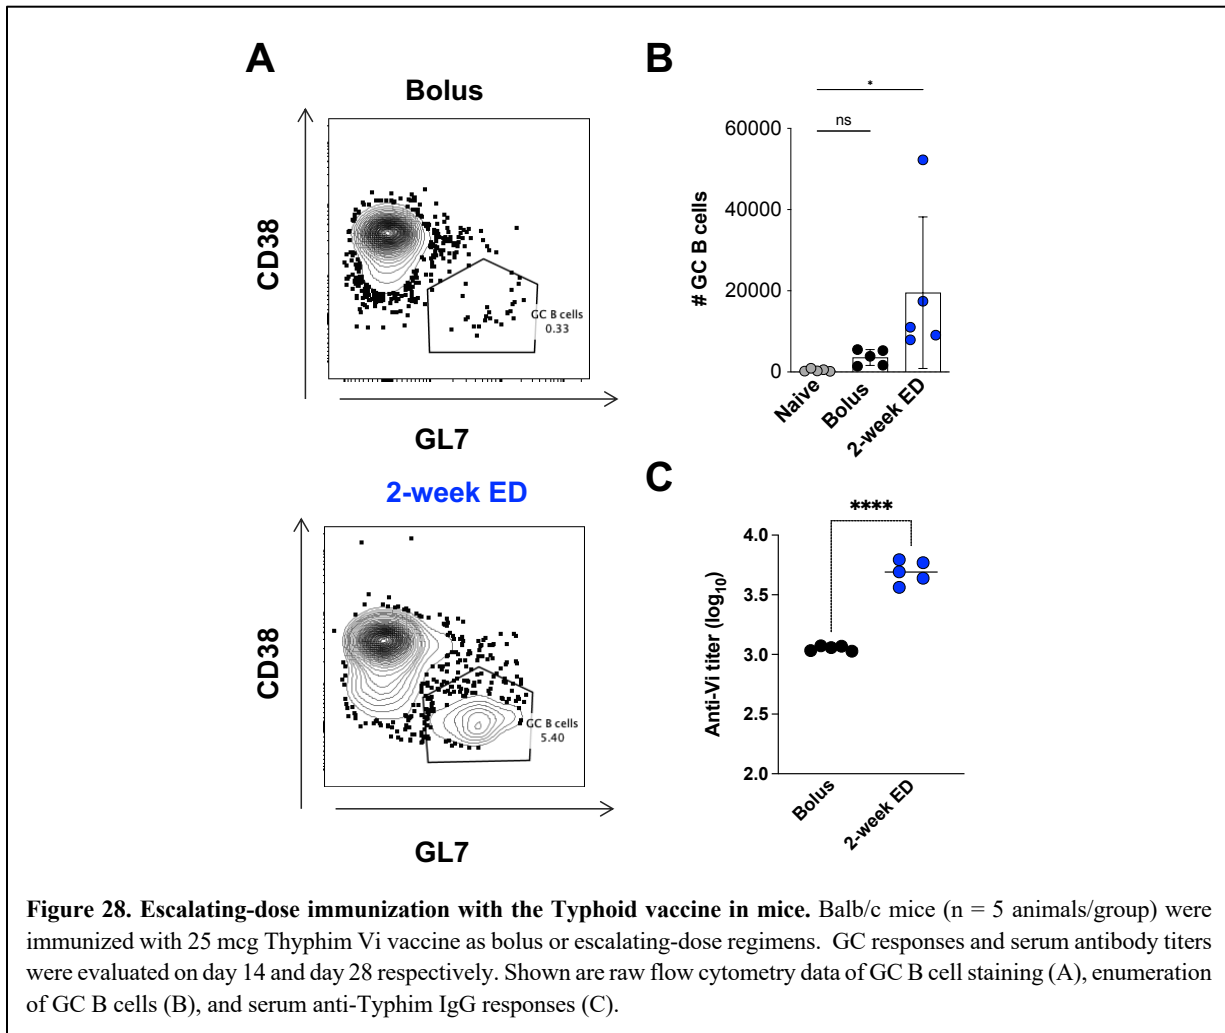 A
Bolus
CD38
GC B cells
0.33
GL7
2-week ED
CD38
GC B cells
5.40
GL7
B
*
ns
60000
40000
20000
0
# GC B cells
Naive
Bolus
2-week ED
C
****
4.0
3.5
3.0
2.5
2.0
Anti-Vi titer (log10)
Bolus
2-week ED
Figure 28. Escalating-dose immunization with the Typhoid vaccine in mice. Balb/c mice (n = 5 animals/group) were
immunized with 25 mcg Thyphim Vi vaccine as bolus or escalating-dose regimens. GC responses and serum antibody titers
were evaluated on day 14 and day 28 respectively. Shown are raw flow cytometry data of GC B cell staining (A), enumeration
of GC B cells (B), and serum anti-Typhim IgG responses (C).